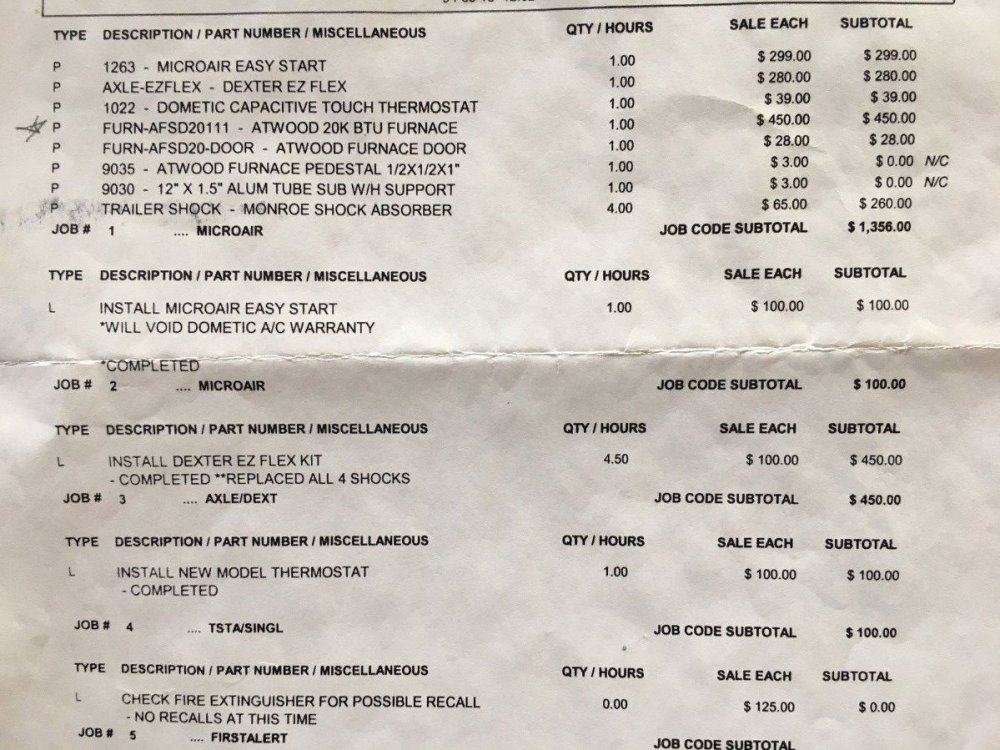 TYPE DESCRIPTION / PART NUMBER / MISCELLANEOUS QTY / HOURS SALE EACH SUBTOTAL
P 1263 - MICROAIR EASY START 1.00 $ 299.00 $ 299.00
P AXLE-EZFLEX - DEXTER EZ FLEX 1.00 $ 280.00 $ 280.00
P 1022 - DOMETIC CAPACITIVE TOUCH THERMOSTAT 1.00 $ 39.00 $ 39.00
P FURN-AFSD20111 - ATWOOD 20K BTU FURNACE 1.00 $ 450.00 $ 450.00
P FURN-AFSD20-DOOR - ATWOOD FURNACE DOOR 1.00 $ 28.00 $ 28.00
P 9035 - ATWOOD FURNACE PEDESTAL 1/2X1/2X1" 1.00 $ 3.00 $ 0.00 N/C
P 9030 - 12" X 1.5" ALUM TUBE SUB W/H SUPPORT 1.00 $ 3.00 $ 0.00 N/C
P TRAILER SHOCK - MONROE SHOCK ABSORBER 4.00 $ 65.00 $ 260.00
JOB # 1 .... MICROAIR JOB CODE SUBTOTAL $ 1,356.00
TYPE DESCRIPTION / PART NUMBER / MISCELLANEOUS QTY / HOURS SALE EACH SUBTOTAL
L INSTALL MICROAIR EASY START 1.00 $ 100.00 $ 100.00
*WILL VOID DOMETIC A/C WARRANTY
*COMPLETED
JOB # 2 .... MICROAIR JOB CODE SUBTOTAL $ 100.00
TYPE DESCRIPTION / PART NUMBER / MISCELLANEOUS QTY / HOURS SALE EACH SUBTOTAL
L INSTALL DEXTER EZ FLEX KIT 4.50 $ 100.00 $ 450.00
- COMPLETED **REPLACED ALL 4 SHOCKS
JOB # 3 .... AXLE/DEXT JOB CODE SUBTOTAL $ 450.00
TYPE DESCRIPTION / PART NUMBER / MISCELLANEOUS QTY / HOURS SALE EACH SUBTOTAL
L INSTALL NEW MODEL THERMOSTAT 1.00 $ 100.00 $ 100.00
- COMPLETED
JOB # 4 .... TSTA/SINGL JOB CODE SUBTOTAL $ 100.00
TYPE DESCRIPTION / PART NUMBER / MISCELLANEOUS QTY / HOURS SALE EACH SUBTOTAL
L CHECK FIRE EXTINGUISHER FOR POSSIBLE RECALL 0.00 $ 125.00 $ 0.00
- NO RECALLS AT THIS TIME
JOB # 5 .... FIRSTALERT JOB CODE SUBTOTAL